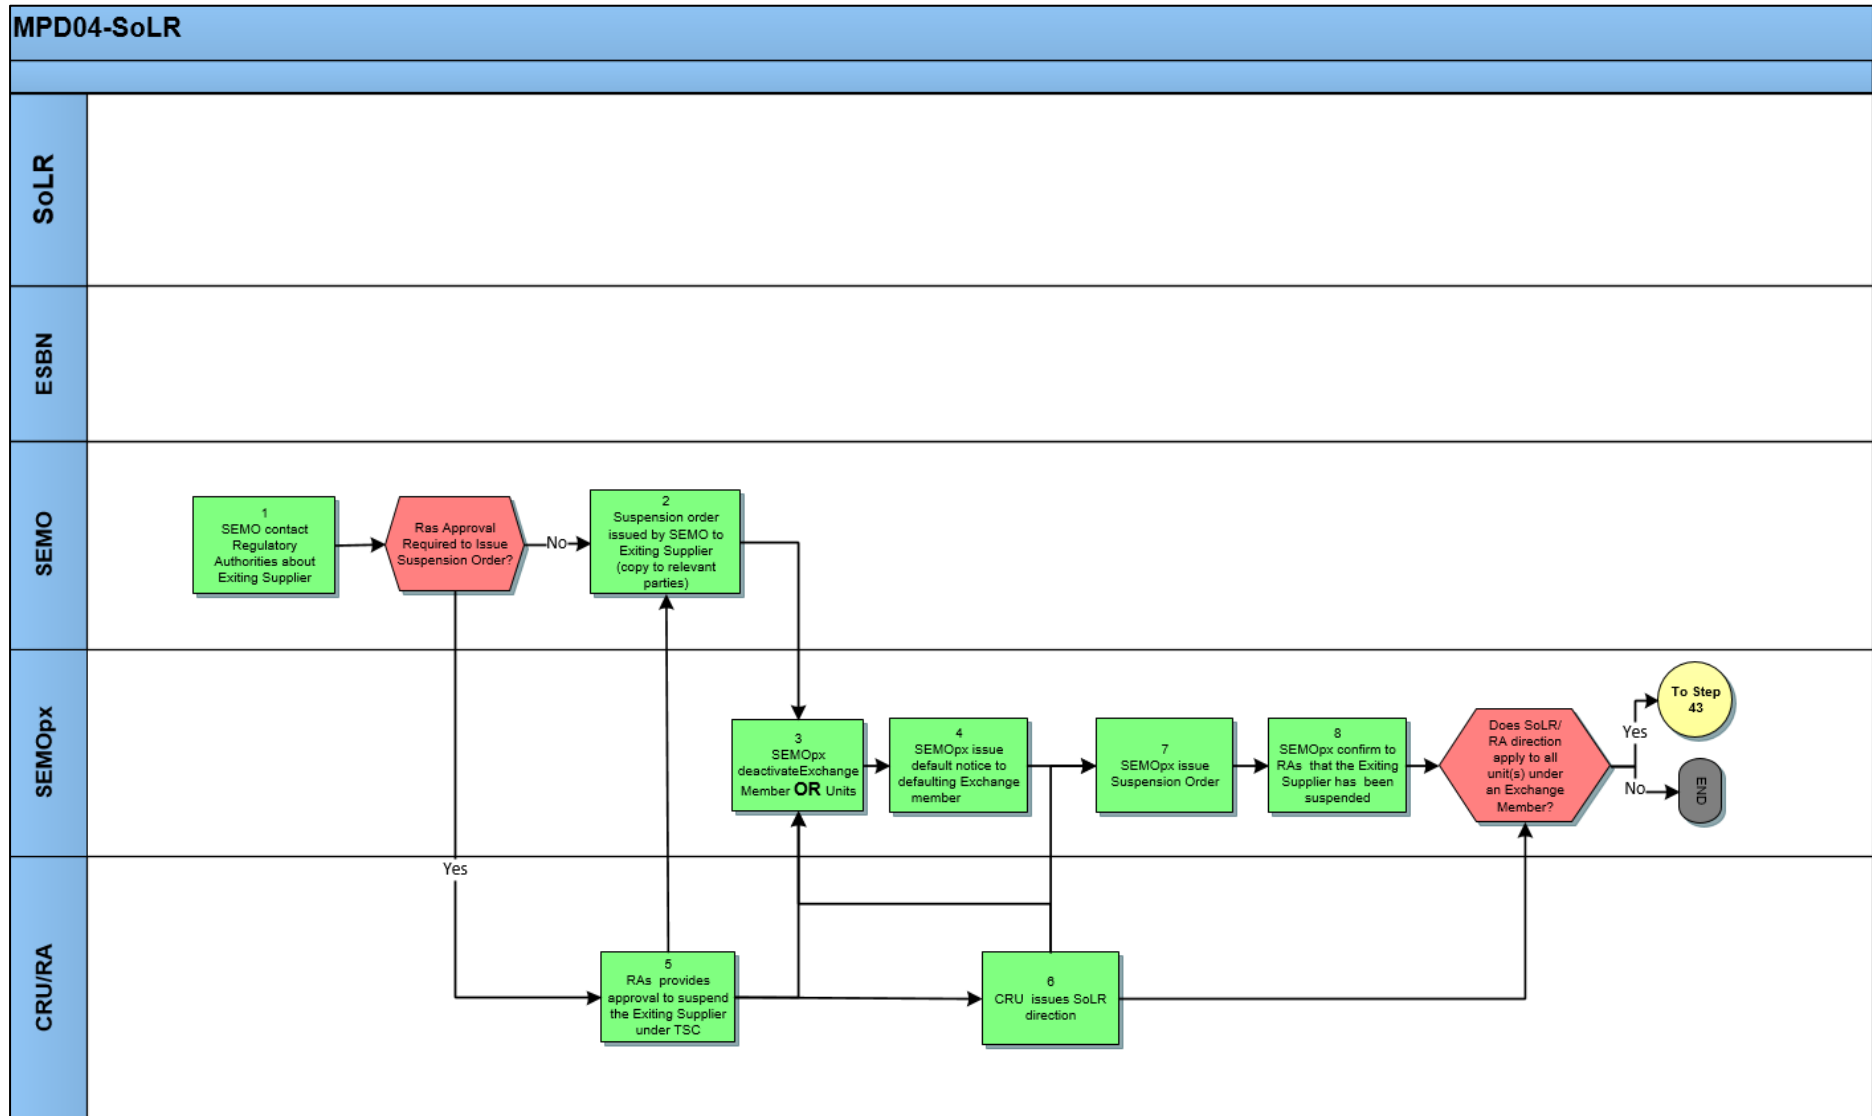 MPD04-SoLR
SoLR
ESBN
SEMO
1
SEMO contact
Regulatory
Authorities about
Exiting Supplier
Ras Approval
Required to Issue
Suspension Order?
No
2
Suspension order
issued by SEMO to
Exiting Supplier
(copy to relevant
parties)
SEMOpx
3
SEMOpx
deactivateExchange
Member OR Units
4
SEMOpx issue
default notice to
defaulting Exchange
member
7
SEMOpx issue
Suspension Order
8
SEMOpx confirm to
RAs that the Exiting
Supplier has been
suspended
Does SoLR/
RA direction
apply to all
unit(s) under
an Exchange
Member?
Yes
To Step
43
No
END
CRU/RA
Yes
5
RAs provides
approval to suspend
the Exiting Supplier
under TSC
6
CRU issues SoLR
direction